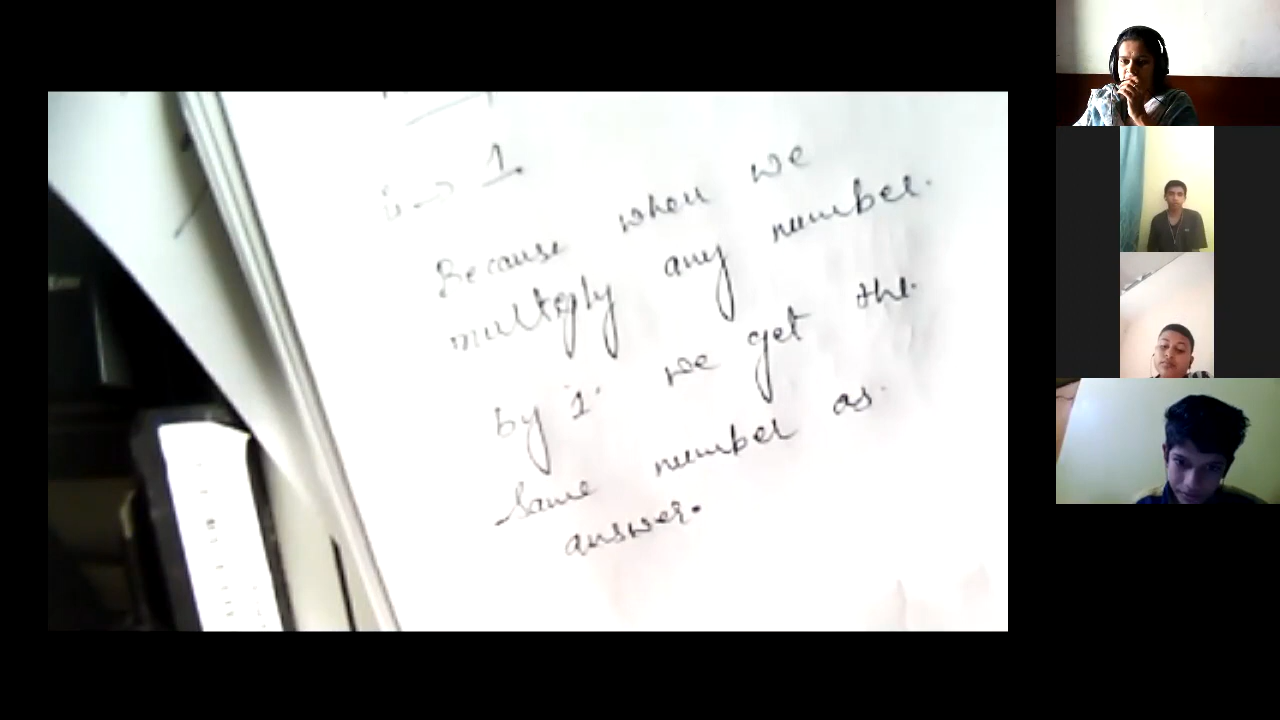 1.
Because when we
multiply any number.
by 1. we get the.
same number as.
answer.